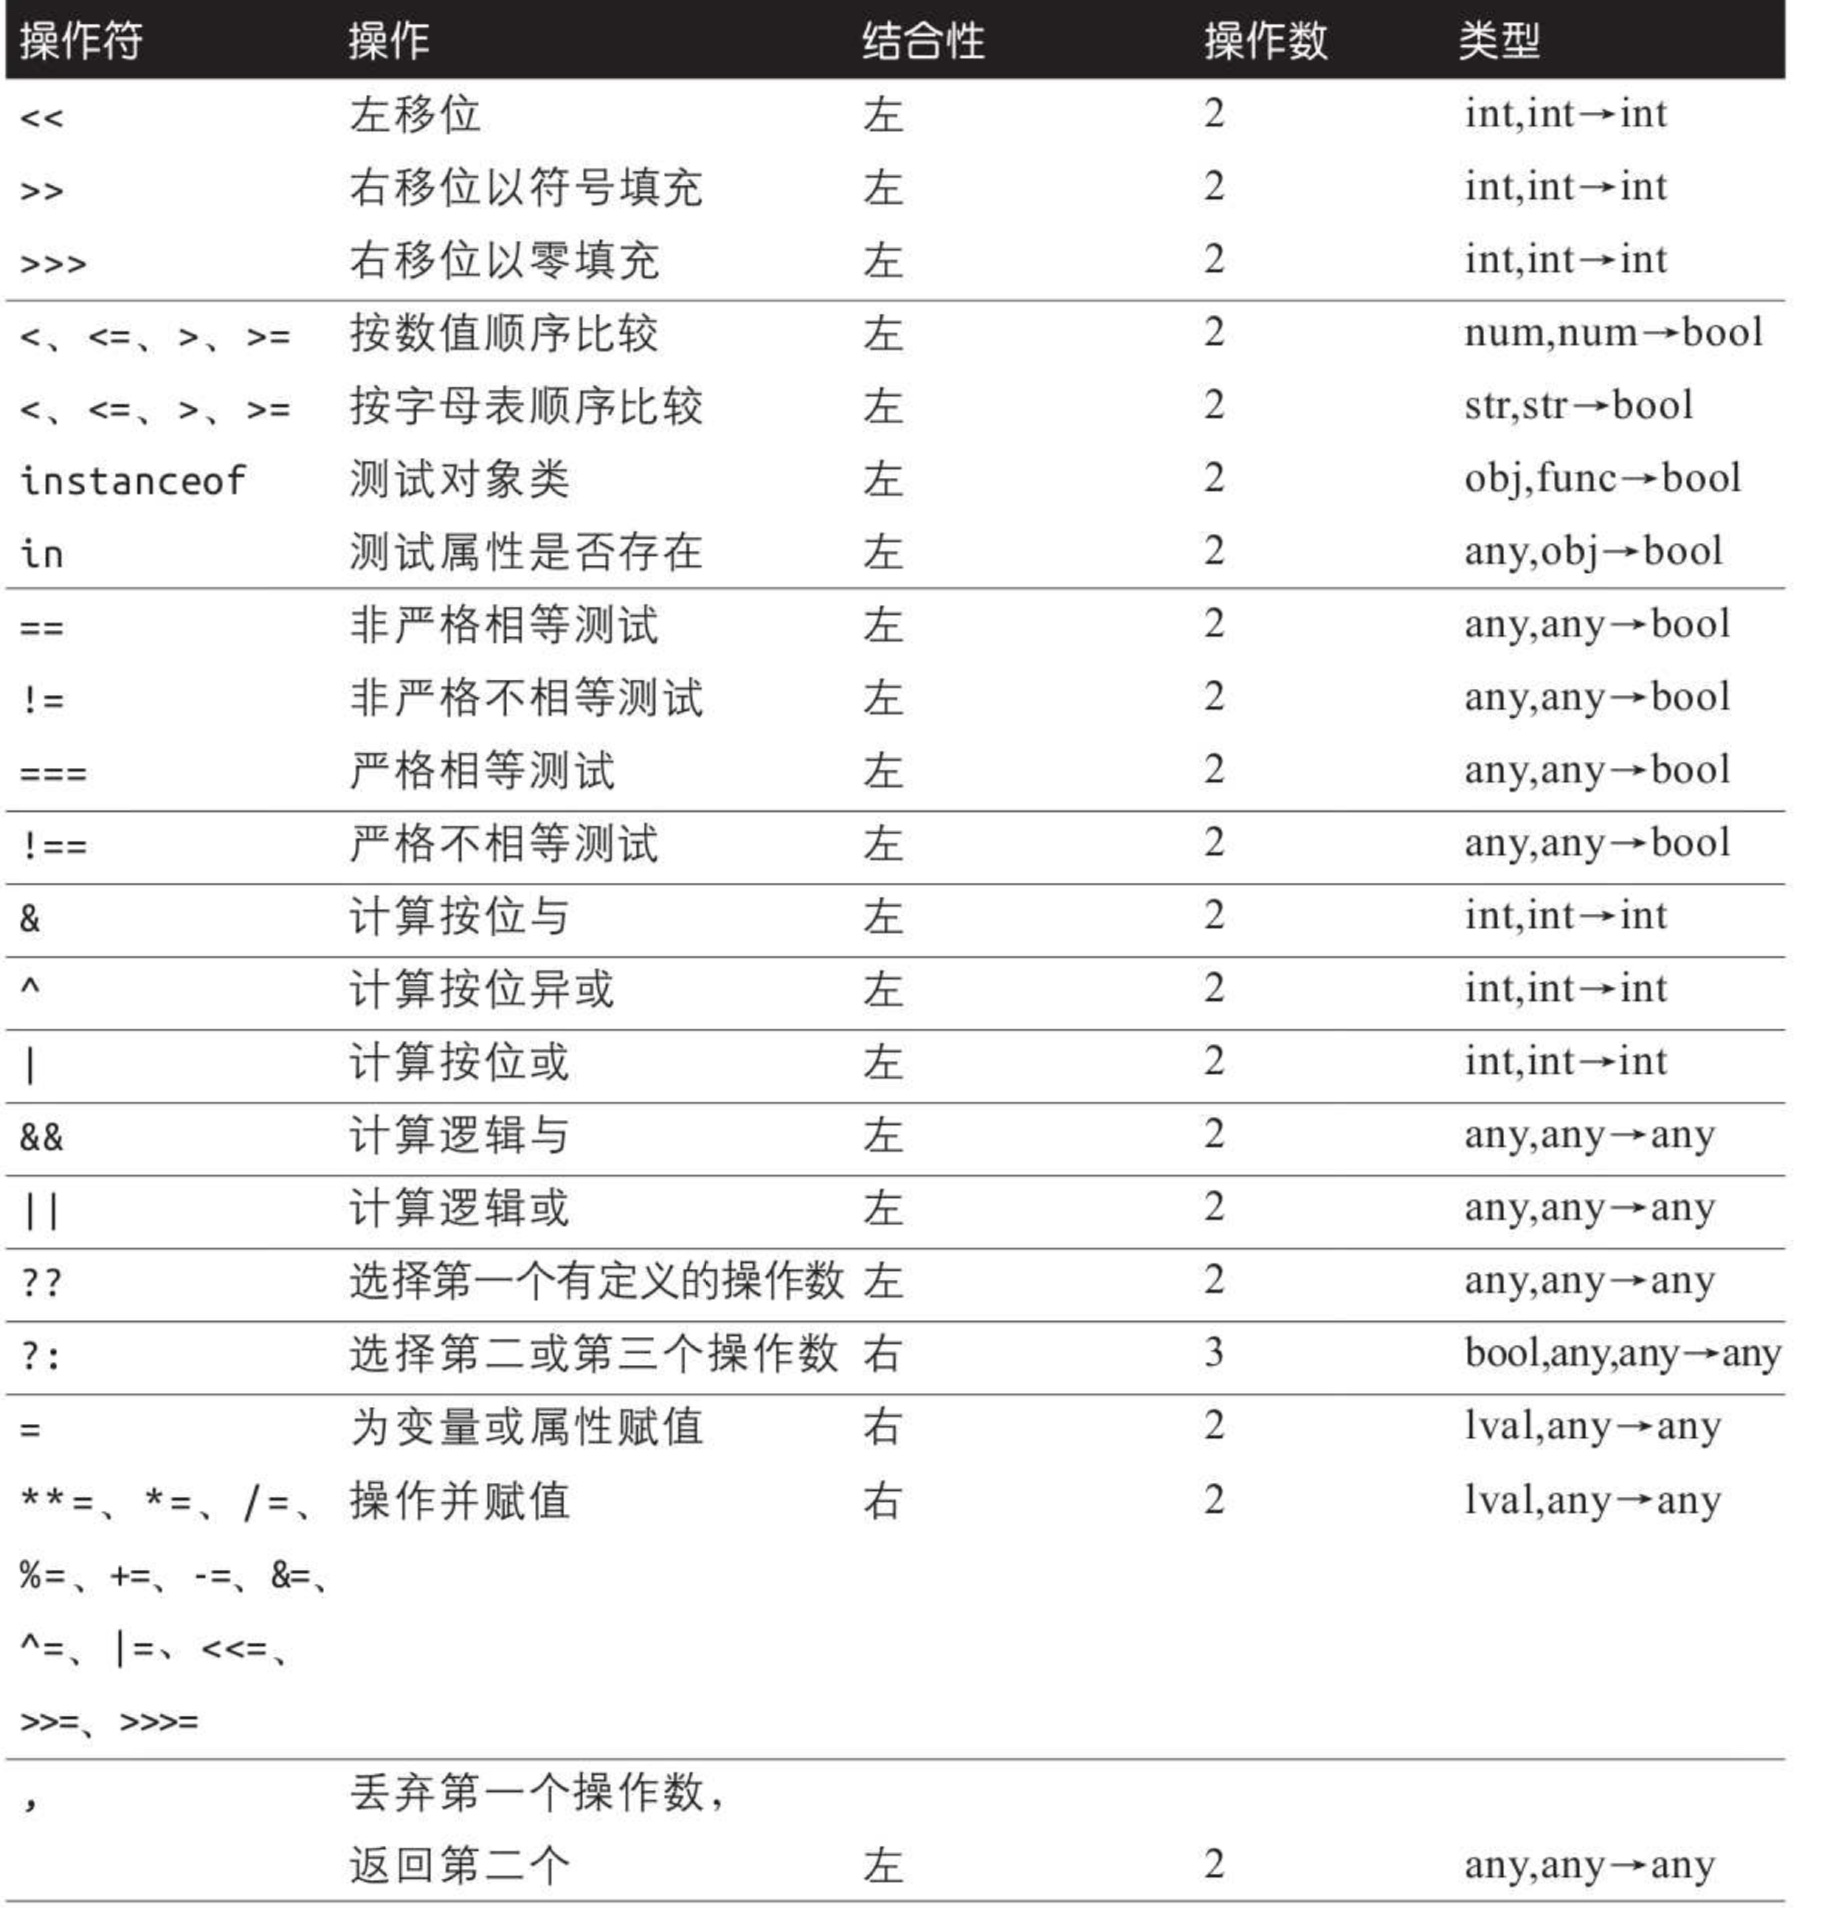 操作符 操作 结合性 操作数 类型
<< 左移位 左 2 int,int→int
>> 右移位以符号填充 左 2 int,int→int
>>> 右移位以零填充 左 2 int,int→int
<、<=、>、>= 按数值顺序比较 左 2 num,num→bool
<、<=、>、>= 按字母表顺序比较 左 2 str,str→bool
instanceof 测试对象类 左 2 obj,func→bool
in 测试属性是否存在 左 2 any,obj→bool
== 非严格相等测试 左 2 any,any→bool
!= 非严格不相等测试 左 2 any,any→bool
=== 严格相等测试 左 2 any,any→bool
!== 严格不相等测试 左 2 any,any→bool
& 计算按位与 左 2 int,int→int
^ 计算按位异或 左 2 int,int→int
| 计算按位或 左 2 int,int→int
&& 计算逻辑与 左 2 any,any→any
|| 计算逻辑或 左 2 any,any→any
?? 选择第一个有定义的操作数 左 2 any,any→any
?: 选择第二或第三个操作数 右 3 bool,any,any→any
= 为变量或属性赋值 右 2 lval,any→any
**=、*=、/=、 操作并赋值 右 2 lval,any→any
%=、+=、-=、&=、
^=、|=、<<=、
>>=、>>>=
, 丢弃第一个操作数，
返回第二个 左 2 any,any→any